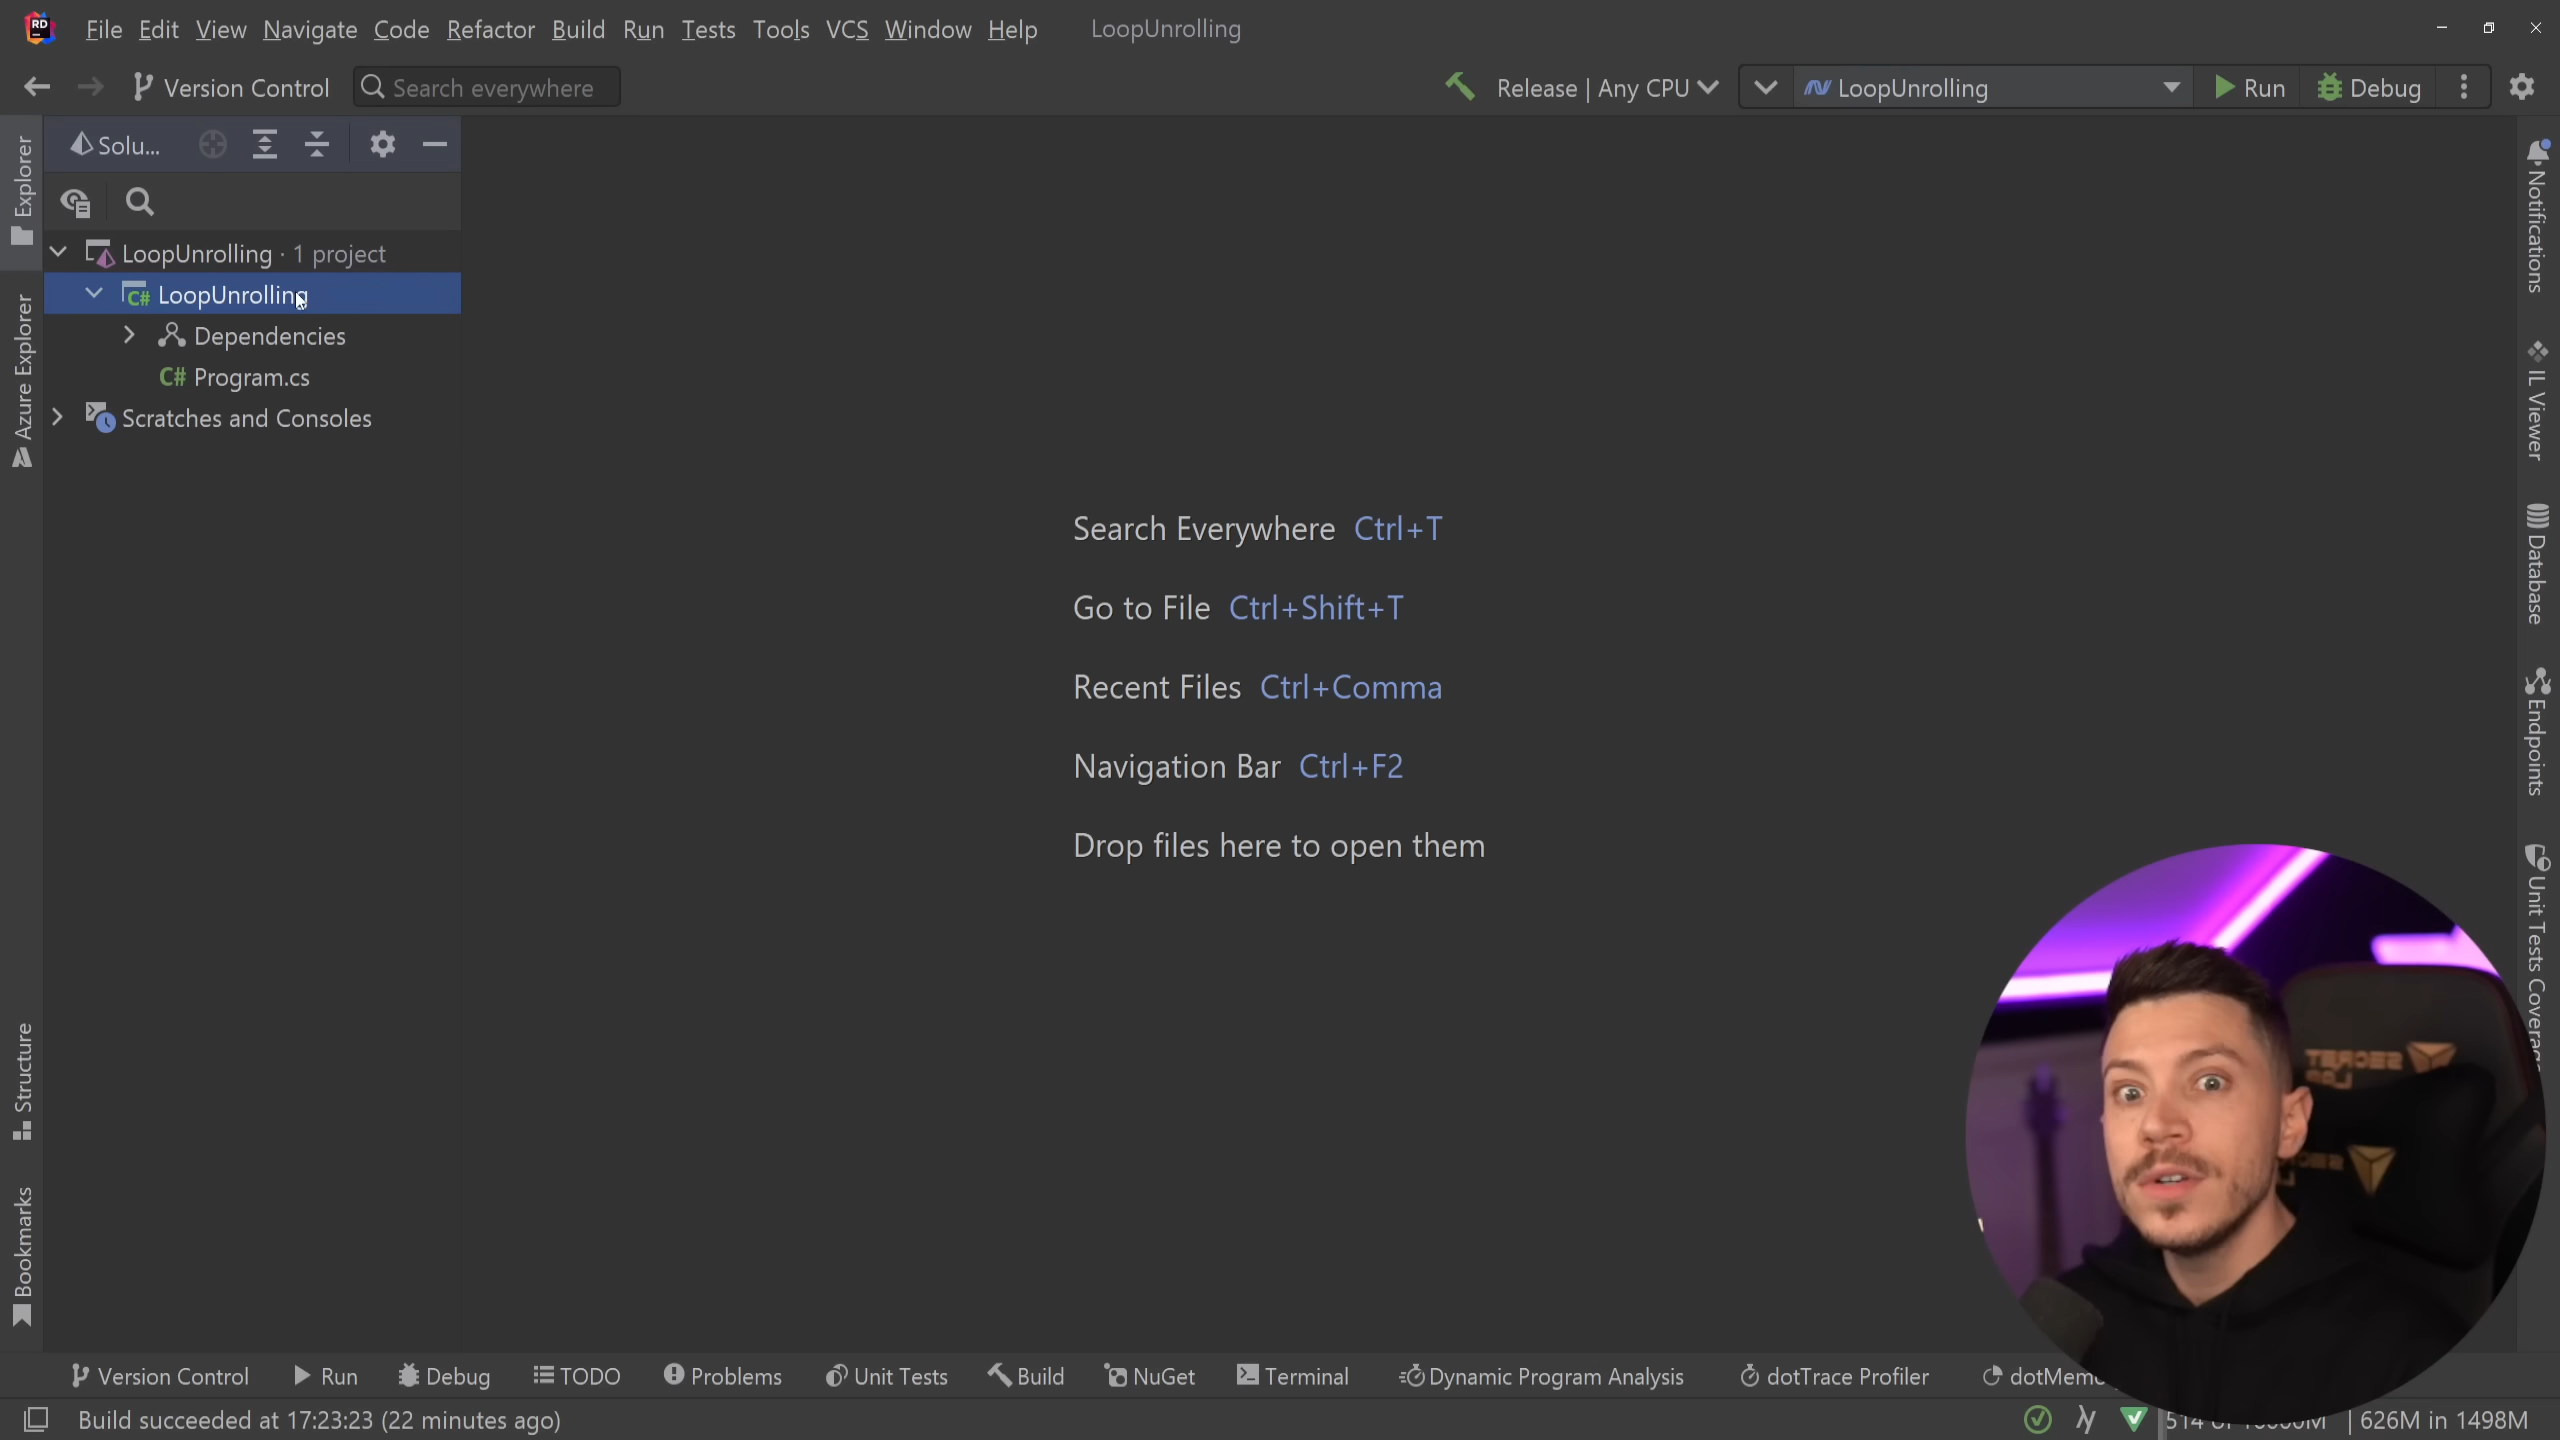 RD File Edit View Navigate Code Refactor Build Run Tests Tools VCS Window Help LoopUnrolling
Version Control Search everywhere Release | Any CPU LoopUnrolling Run Debug
Solu...
LoopUnrolling · 1 project
C# LoopUnrolling
Dependencies
C# Program.cs
Scratches and Consoles
Explorer
Azure Explorer
Structure
Bookmarks
Search Everywhere Ctrl+T
Go to File Ctrl+Shift+T
Recent Files Ctrl+Comma
Navigation Bar Ctrl+F2
Drop files here to open them
Notifications
IL Viewer
Database
Endpoints
Unit Tests Coverag
Version Control Run Debug TODO Problems Unit Tests Build NuGet Terminal Dynamic Program Analysis dotTrace Profiler dotMemo
Build succeeded at 17:23:23 (22 minutes ago) 626M in 1498M